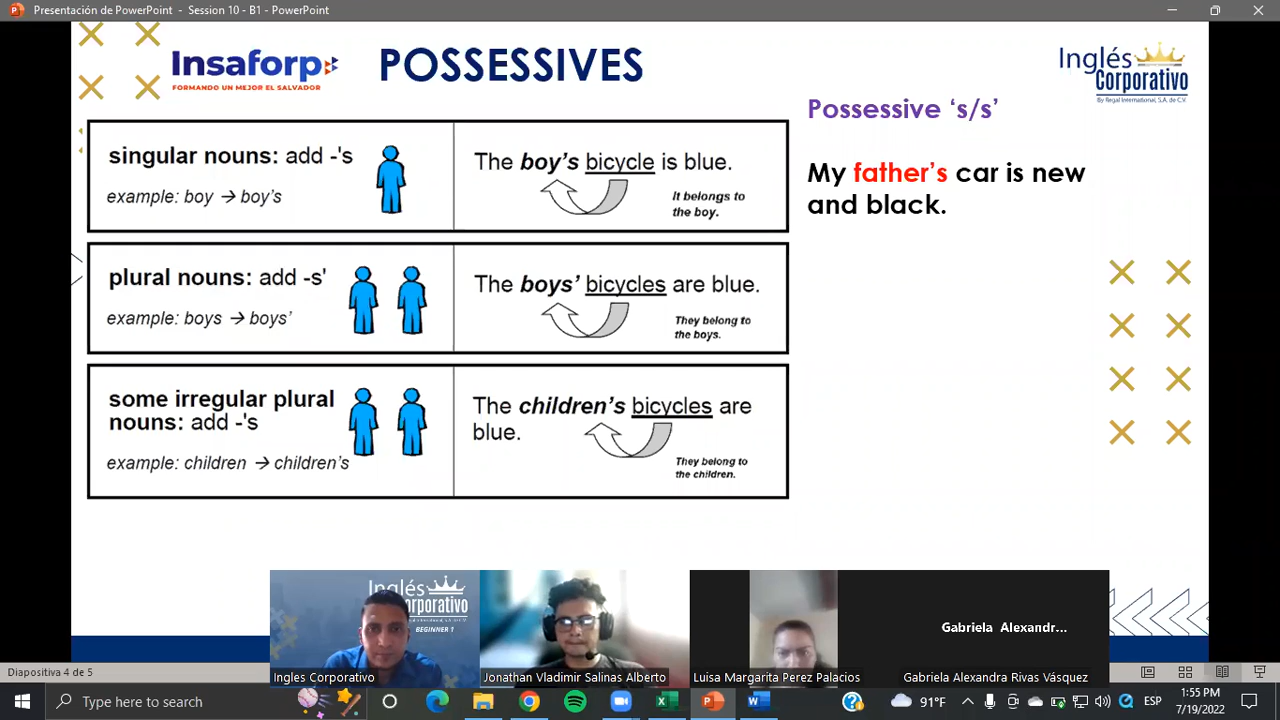 Presentación de PowerPoint - Session 10 - B1 - PowerPoint
Insaforp
FORMANDO UN MEJOR EL SALVADOR
POSSESSIVES
Inglés
Corporativo
By Regal International, S.A. de C.V.
singular nouns: add -'s
example: boy → boy's
The boy's bicycle is blue.
It belongs to
the boy.
plural nouns: add -s'
example: boys → boys'
The boys' bicycles are blue.
They belong to
the boys.
some irregular plural
nouns: add -'s
example: children → children's
The children's bicycles are
blue.
They belong to
the children.
Possessive ‘s/s’
My father’s car is new
and black.
Inglés
Corporativo
BEGINNER 1
Ingles Corporativo
Jonathan Vladimir Salinas Alberto
Luisa Margarita Perez Palacios
Gabriela Alexandr...
Gabriela Alexandra Rivas Vásquez
Diapositiva 4 de 5
Type here to search
91°F
ESP
1:55 PM
7/19/2022